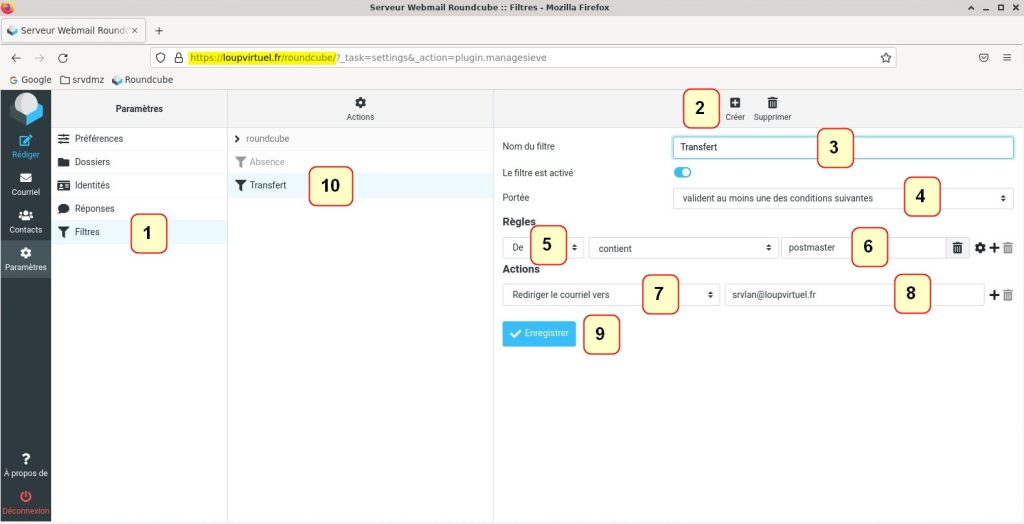 Serveur Webmail Roundcube :: Filtres - Mozilla Firefox
Serveur Webmail Roundc
https://loupvirtuel.fr/roundcube/?_task=settings&_action=plugin.managesieve
Google srvdmz Roundcube
Rédiger
Courriel
Contacts
Paramètres
À propos de
Déconnexion
Paramètres
Préférences
Dossiers
Identités
Réponses
Filtres 1
Actions
roundcube
Absence
Transfert 10
2 Créer Supprimer
Nom du filtre Transfert 3
Le filtre est activé
Portée valident au moins une des conditions suivantes 4
Règles
De 5 contient postmaster 6
Actions
Rediriger le courriel vers 7 srvlan@loupvirtuel.fr 8
Enregistrer 9